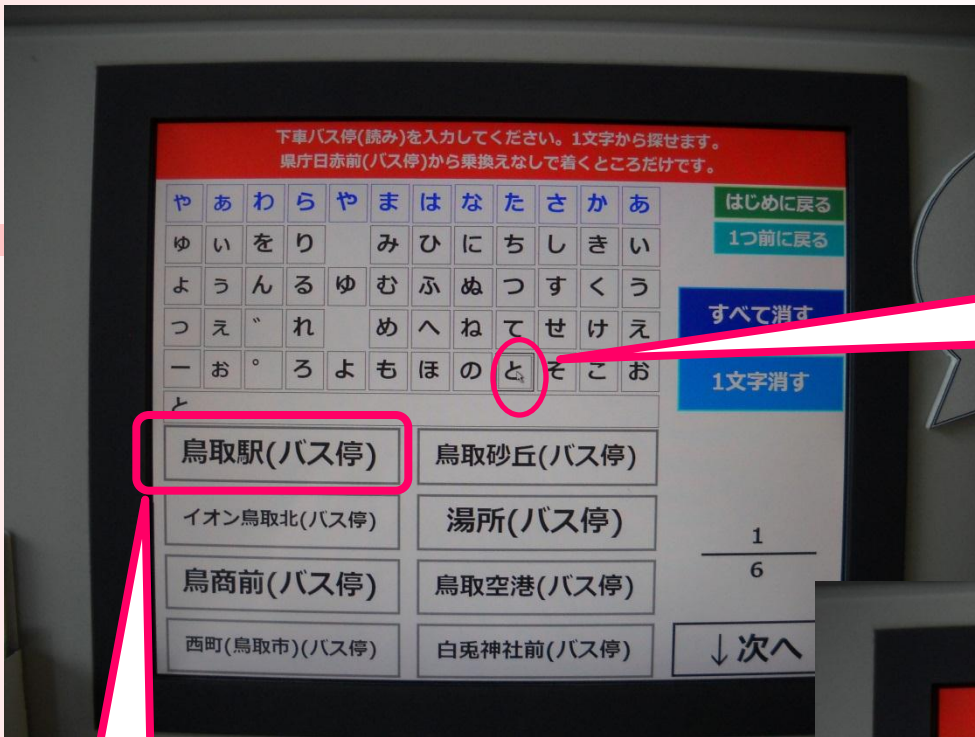 下車バス停(読み)を入力してください。1文字から探せます。
県庁日赤前(バス停)から乗換えなしで着くところだけです。
や ぁ わ ら や ま は な た さ か あ
ゅ ぃ を り み ひ に ち し き い
ょ ぅ ん る ゆ む ふ ぬ つ す く う
っ ぇ ゛ れ め へ ね て せ け え
ー ぉ ゜ ろ よ も ほ の と そ こ お
と
はじめに戻る
1つ前に戻る
すべて消す
1文字消す
鳥取駅(バス停) 鳥取砂丘(バス停)
イオン鳥取北(バス停) 湯所(バス停)
鳥商前(バス停) 鳥取空港(バス停)
西町(鳥取市)(バス停) 白兎神社前(バス停)
1
6
↓次へ